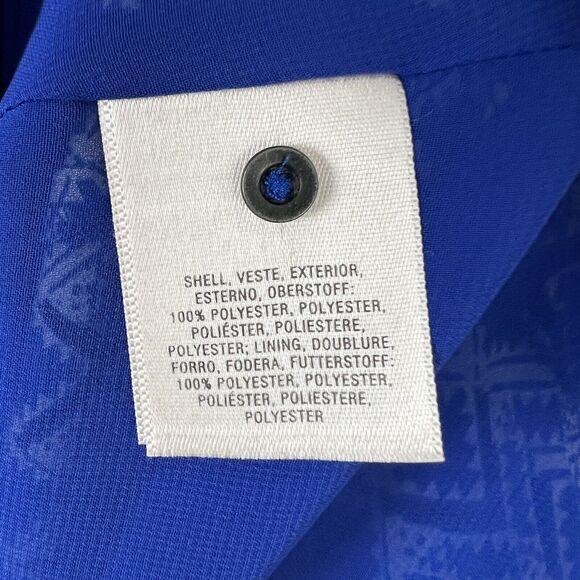 SHELL, VESTE, EXTERIOR,
ESTERNO, OBERSTOFF:
100% POLYESTER, POLYESTER,
POLIÉSTER, POLIESTERE,
POLYESTER; LINING, DOUBLURE,
FORRO, FODERA, FUTTERSTOFF:
100% POLYESTER, POLYESTER,
POLIÉSTER, POLIESTERE,
POLYESTER